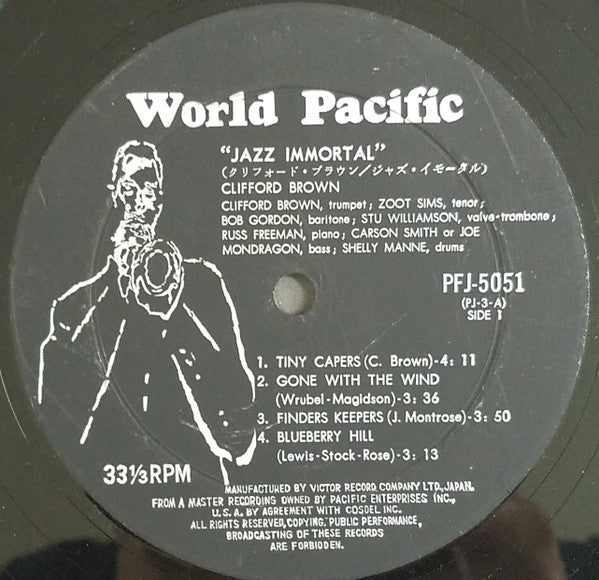 World Pacific
"JAZZ IMMORTAL"
(クリフォード・ブラウン/ジャズ・イモータル)
CLIFFORD BROWN
CLIFFORD BROWN, trumpet; ZOOT SIMS, tenor;
BOB GORDON, baritone; STU WILLIAMSON, valve-trombone;
RUSS FREEMAN, piano; CARSON SMITH or JOE
MONDRAGON, bass; SHELLY MANNE, drums
PFJ-5051
(PJ-3-A)
SIDE 1
1. TINY CAPERS (C. Brown)-4: 11
2. GONE WITH THE WIND
(Wrubel-Magidson)-3: 36
3. FINDERS KEEPERS (J. Montrose)-3: 50
4. BLUEBERRY HILL
(Lewis-Stock-Rose)-3: 13
33⅓RPM
MANUFACTURED BY VICTOR RECORD COMPANY LTD., JAPAN.
FROM A MASTER RECORDING OWNED BY PACIFIC ENTERPRISES INC.,
U.S.A. BY AGREEMENT WITH COSDEL INC.
ALL RIGHTS RESERVED, COPYING, PUBLIC PERFORMANCE,
BROADCASTING OF THESE RECORDS
ARE FORBIDDEN.